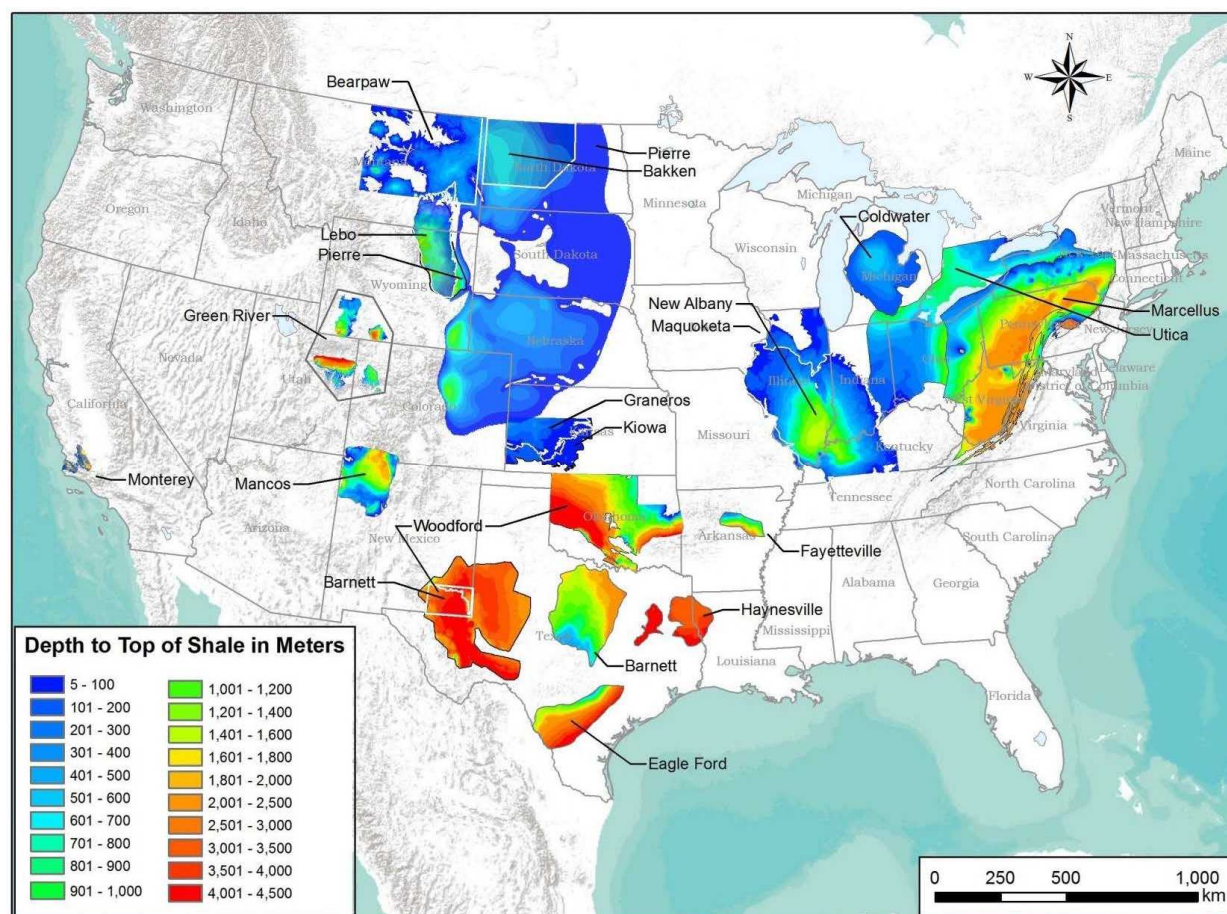 N
W
E
S
Bearpaw
Washington
Montana
North Dakota
Pierre
Bakken
Minnesota
Maine
Michigan
Vermont
New Hampshire
Oregon
Idaho
Coldwater
Lebo
Pierre
South Dakota
Wisconsin
Michigan
Massachusetts
Connecticut
Wyoming
New Albany
Maquoketa
Marcellus
Utica
Green River
Nebraska
New Jersey
Nevada
Utah
Illinois
Indiana
Delaware
Maryland
District of Columbia
California
Colorado
Graneros
Kiowa
West Virginia
Virginia
Missouri
Kentucky
Monterey
Mancos
Tennessee
North Carolina
Woodford
Oklahoma
Arizona
New Mexico
Arkansas
Fayetteville
South Carolina
Barnett
Alabama
Georgia
Haynesville
Mississippi
Barnett
Louisiana
Florida
Eagle Ford
Depth to Top of Shale in Meters
5 - 100
101 - 200
201 - 300
301 - 400
401 - 500
501 - 600
601 - 700
701 - 800
801 - 900
901 - 1,000
1,001 - 1,200
1,201 - 1,400
1,401 - 1,600
1,601 - 1,800
1,801 - 2,000
2,001 - 2,500
2,501 - 3,000
3,001 - 3,500
3,501 - 4,000
4,001 - 4,500
0 250 500 1,000
km